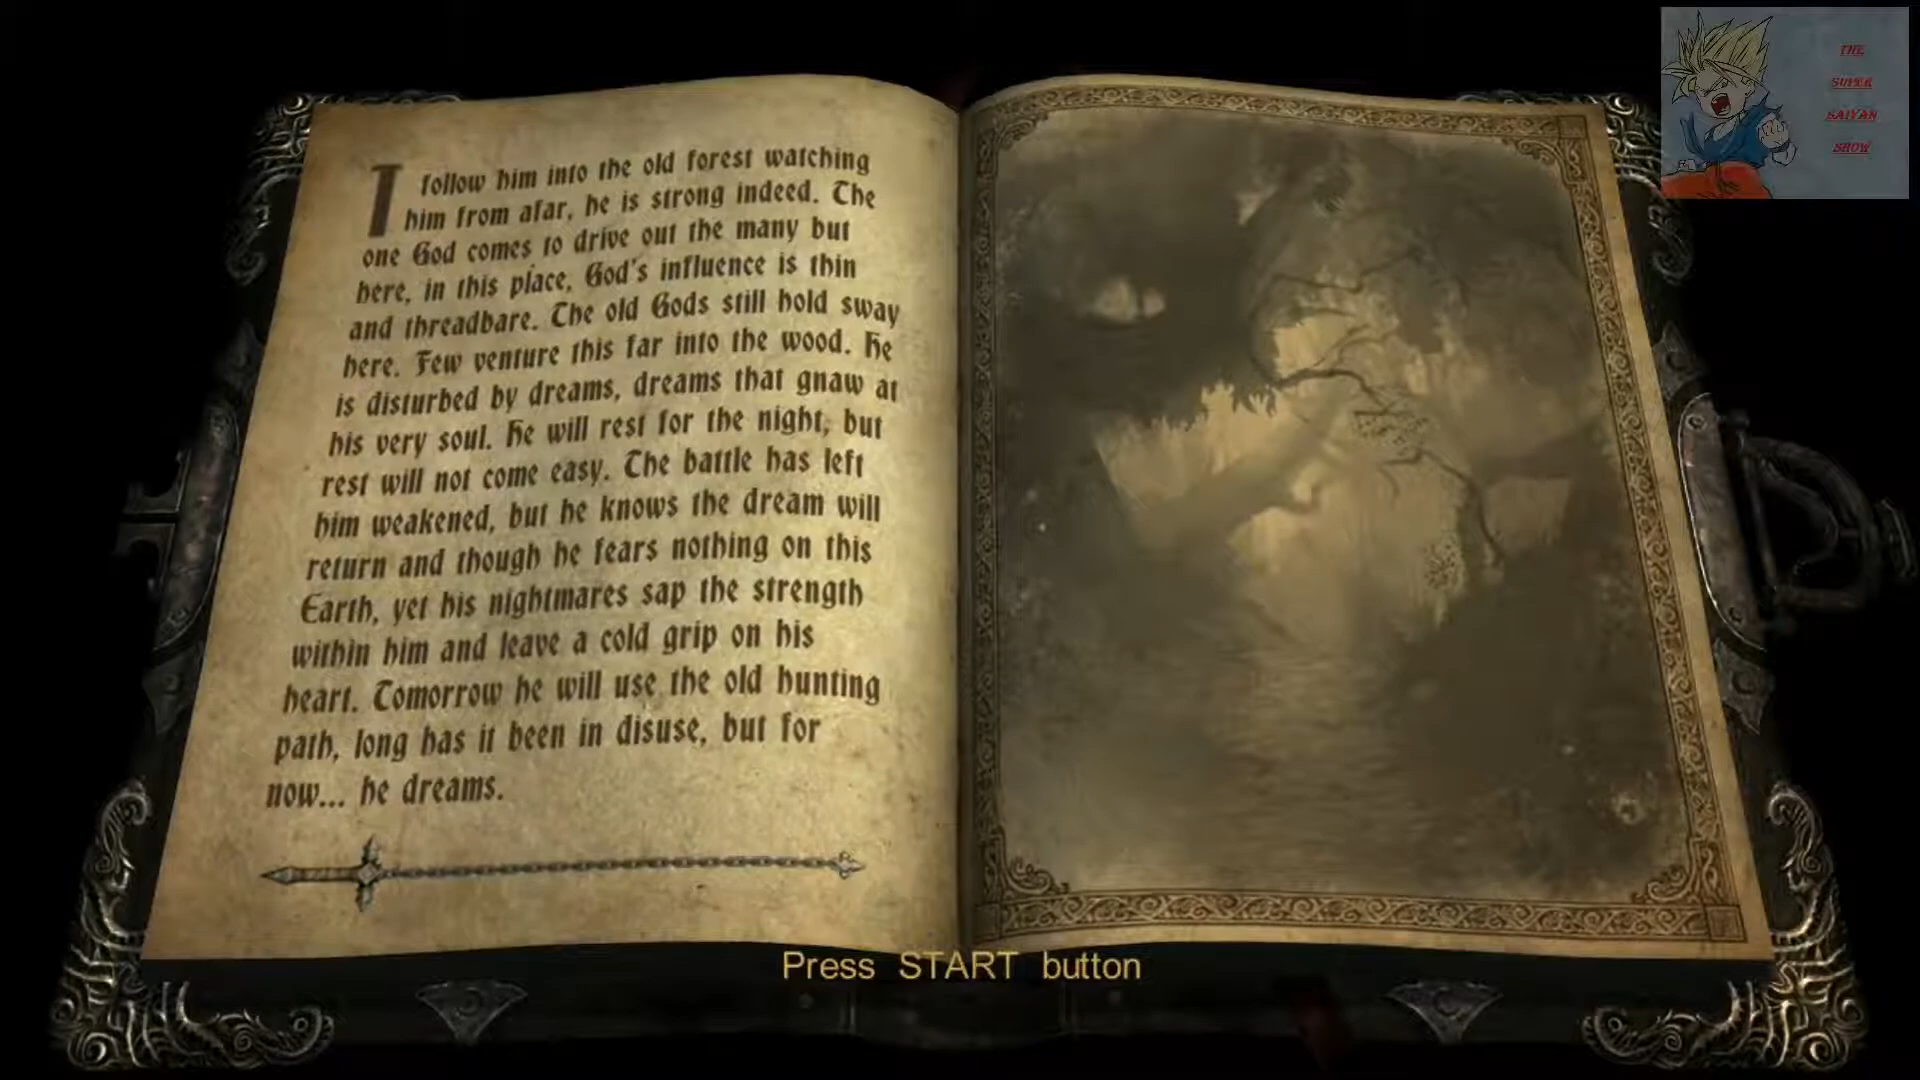 I follow him into the old forest watching
him from afar, he is strong indeed. The
one God comes to drive out the many but
here, in this place, God's influence is thin
and threadbare. The old Gods still hold sway
here. Few venture this far into the wood. He
is disturbed by dreams, dreams that gnaw at
his very soul. He will rest for the night, but
rest will not come easy. The battle has left
him weakened, but he knows the dream will
return and though he fears nothing on this
Earth, yet his nightmares sap the strength
within him and leave a cold grip on his
heart. Tomorrow he will use the old hunting
path, long has it been in disuse, but for
now... he dreams.
Press START button
THE
SUPER
SAIYAN
SHOW